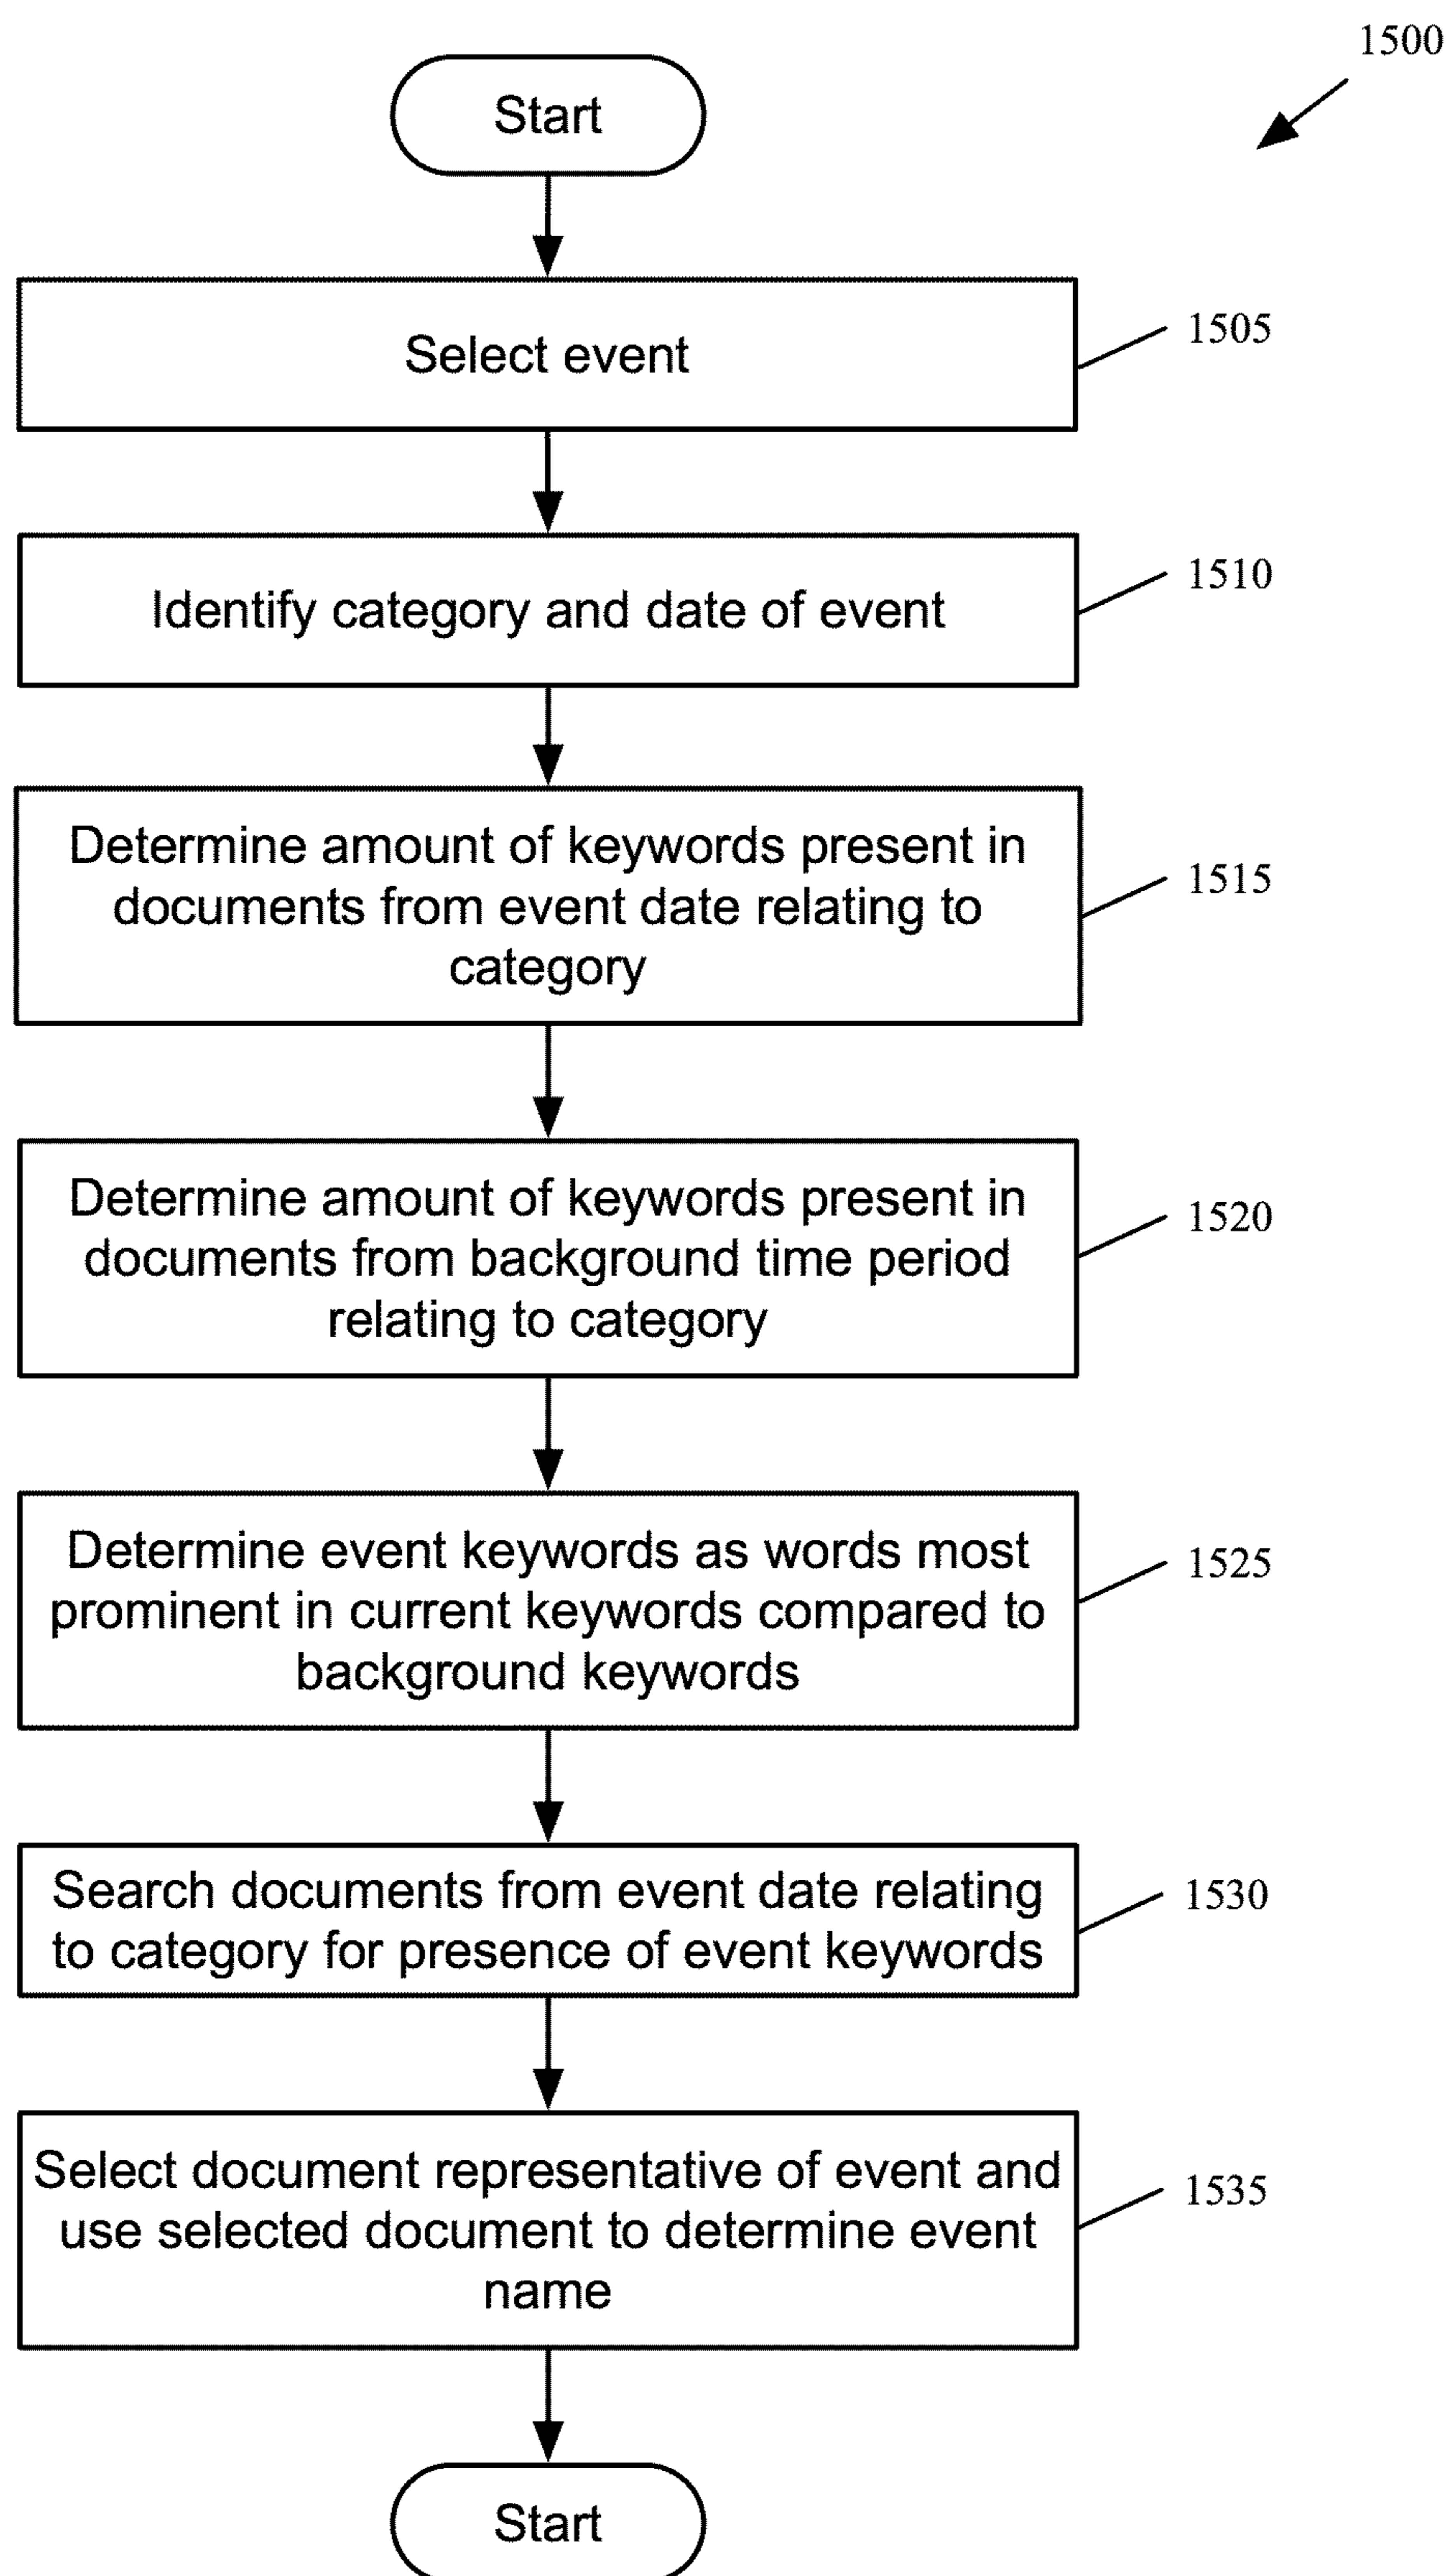 1500
Start
Select event
1505
Identify category and date of event
1510
Determine amount of keywords present in
documents from event date relating to
category
1515
Determine amount of keywords present in
documents from background time period
relating to category
1520
Determine event keywords as words most
prominent in current keywords compared to
background keywords
1525
Search documents from event date relating
to category for presence of event keywords
1530
Select document representative of event and
use selected document to determine event
name
1535
Start